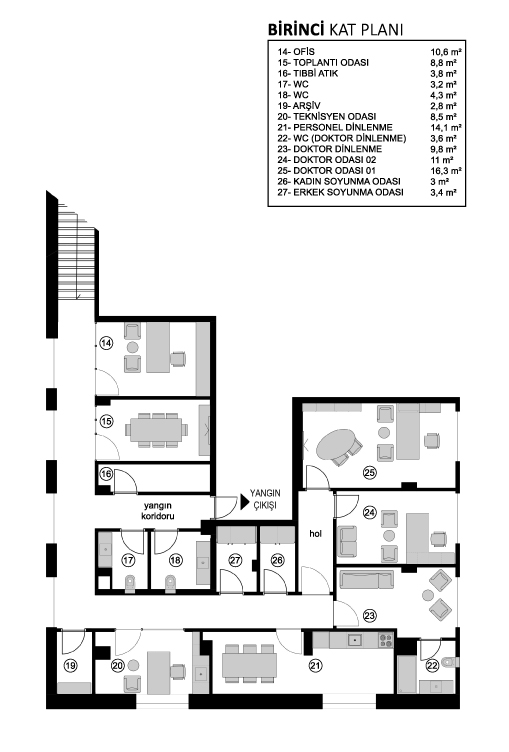 BİRİNCİ KAT PLANI
14- OFİS 10,6 m²
15- TOPLANTI ODASI 8,8 m²
16- TIBBİ ATIK 3,8 m²
17- WC 3,2 m²
18- WC 4,3 m²
19- ARŞİV 2,8 m²
20- TEKNİSYEN ODASI 8,5 m²
21- PERSONEL DİNLENME 14,1 m²
22- WC (DOKTOR DİNLENME) 3,6 m²
23- DOKTOR DİNLENME 9,8 m²
24- DOKTOR ODASI 02 11 m²
25- DOKTOR ODASI 01 16,3 m²
26- KADIN SOYUNMA ODASI 3 m²
27- ERKEK SOYUNMA ODASI 3,4 m²
14
15
16
25
YANGIN
ÇIKIŞI
yangın
koridoru
24
hol
17
18
27
26
23
19
20
21
22